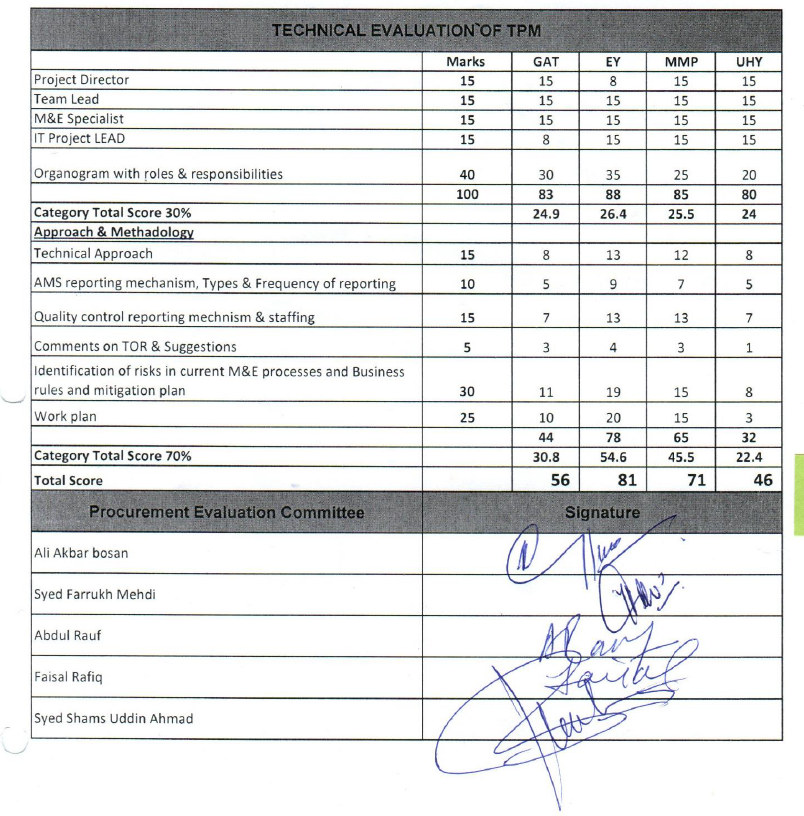 TECHNICAL EVALUATION OF TPM
Marks GAT EY MMP UHY
Project Director 15 15 8 15 15
Team Lead 15 15 15 15 15
M&E Specialist 15 15 15 15 15
IT Project LEAD 15 8 15 15 15
Organogram with roles & responsibilities 40 30 35 25 20
100 83 88 85 80
Category Total Score 30% 24.9 26.4 25.5 24
Approach & Methadology
Technical Approach 15 8 13 12 8
AMS reporting mechanism, Types & Frequency of reporting 10 5 9 7 5
Quality control reporting mechnism & staffing 15 7 13 13 7
Comments on TOR & Suggestions 5 3 4 3 1
Identification of risks in current M&E processes and Business
rules and mitigation plan 30 11 19 15 8
Work plan 25 10 20 15 3
44 78 65 32
Category Total Score 70% 30.8 54.6 45.5 22.4
Total Score 56 81 71 46
Procurement Evaluation Committee Signature
Ali Akbar bosan
Syed Farrukh Mehdi
Abdul Rauf
Faisal Rafiq
Syed Shams Uddin Ahmad